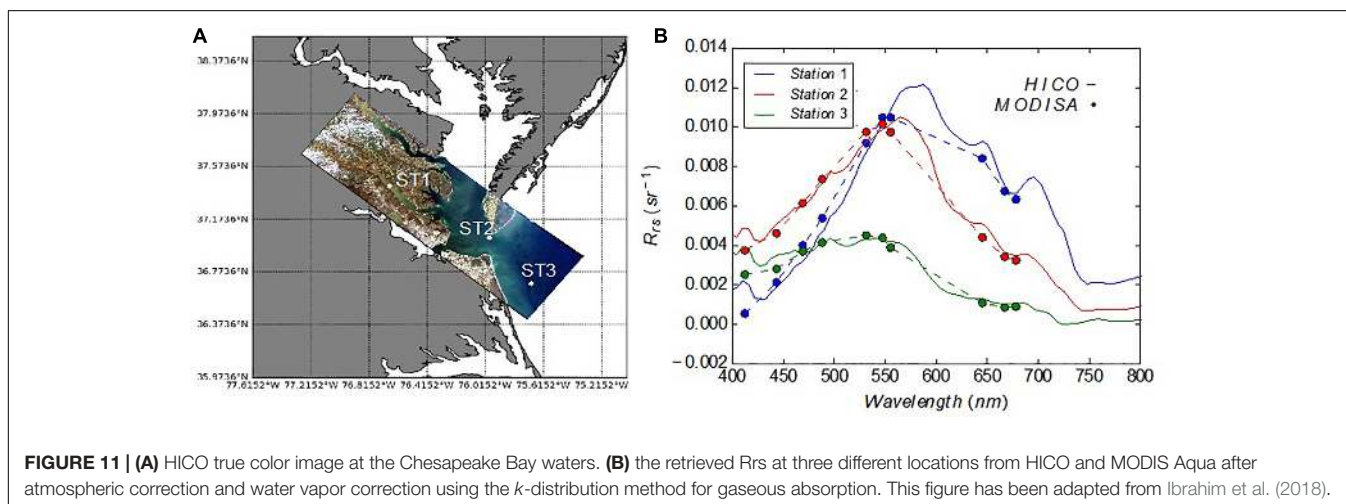 A
38.1736°N
37.9736°N
37.5736°N
37.1736°N
36.7736°N
36.3736°N
35.9736°N
77.6152°W 77.2152°W 76.8152°W 76.4152°W 76.0152°W 75.6152°W 75.2152°W
ST1
ST2
ST3
B
0.014
0.012
0.010
0.008
0.006
0.004
0.002
0.000
−0.002
Rrs (sr⁻¹)
Station 1
Station 2
Station 3
HICO –
MODISA •
400 450 500 550 600 650 700 750 800
Wavelength (nm)
FIGURE 11 | (A) HICO true color image at the Chesapeake Bay waters. (B) the retrieved Rrs at three different locations from HICO and MODIS Aqua after
atmospheric correction and water vapor correction using the k-distribution method for gaseous absorption. This figure has been adapted from Ibrahim et al. (2018).